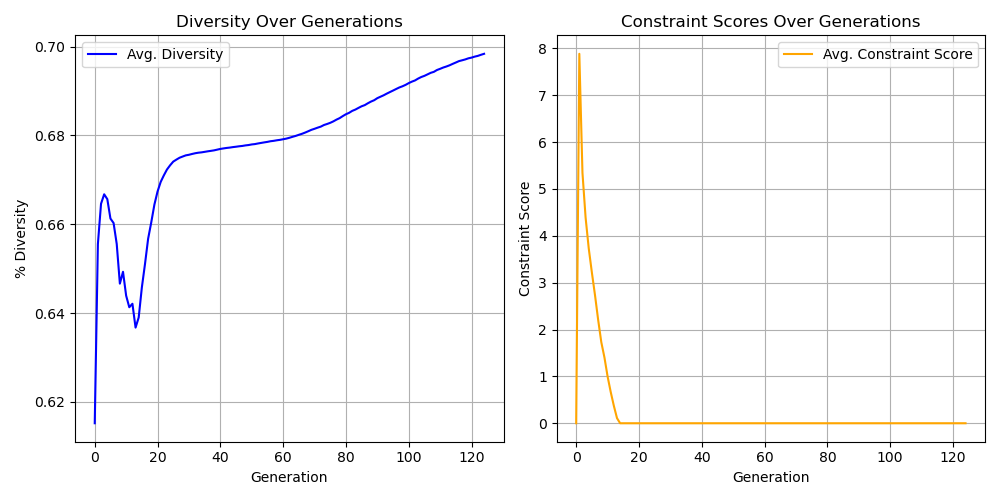 Diversity Over Generations
Avg. Diversity
0.70
0.68
0.66
0.64
0.62
% Diversity
0 20 40 60 80 100 120
Generation
Constraint Scores Over Generations
Avg. Constraint Score
8
7
6
5
4
3
2
1
0
Constraint Score
0 20 40 60 80 100 120
Generation